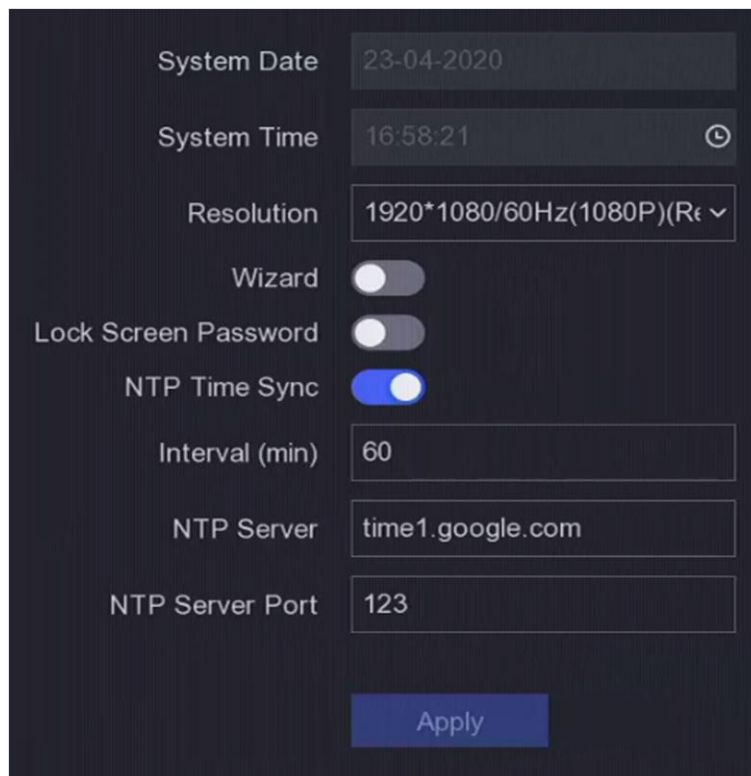 System Date 23-04-2020
System Time 16:58:21
Resolution 1920*1080/60Hz(1080P)(Re
Wizard
Lock Screen Password
NTP Time Sync
Interval (min) 60
NTP Server time1.google.com
NTP Server Port 123
Apply